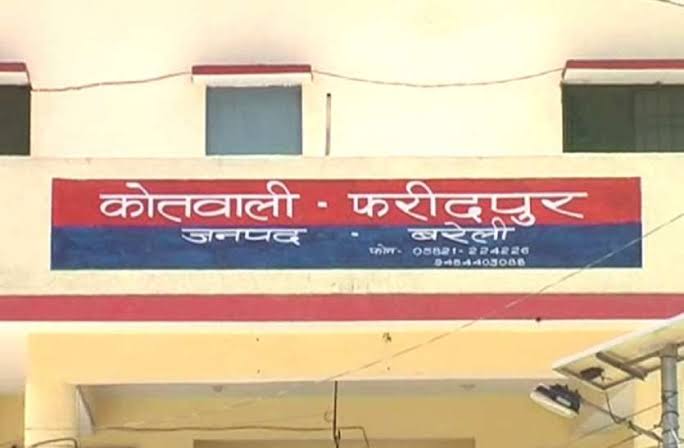 कोतवाली - फरीदपुर
जनपद - बरेली
फोन- 05821-224226
9454403088